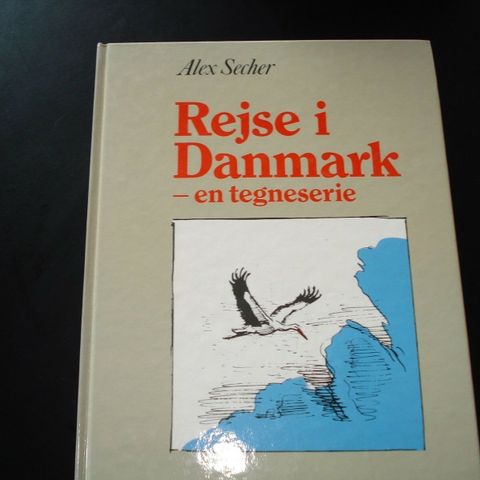 Alex Secher
Rejse i
Danmark
– en tegneserie